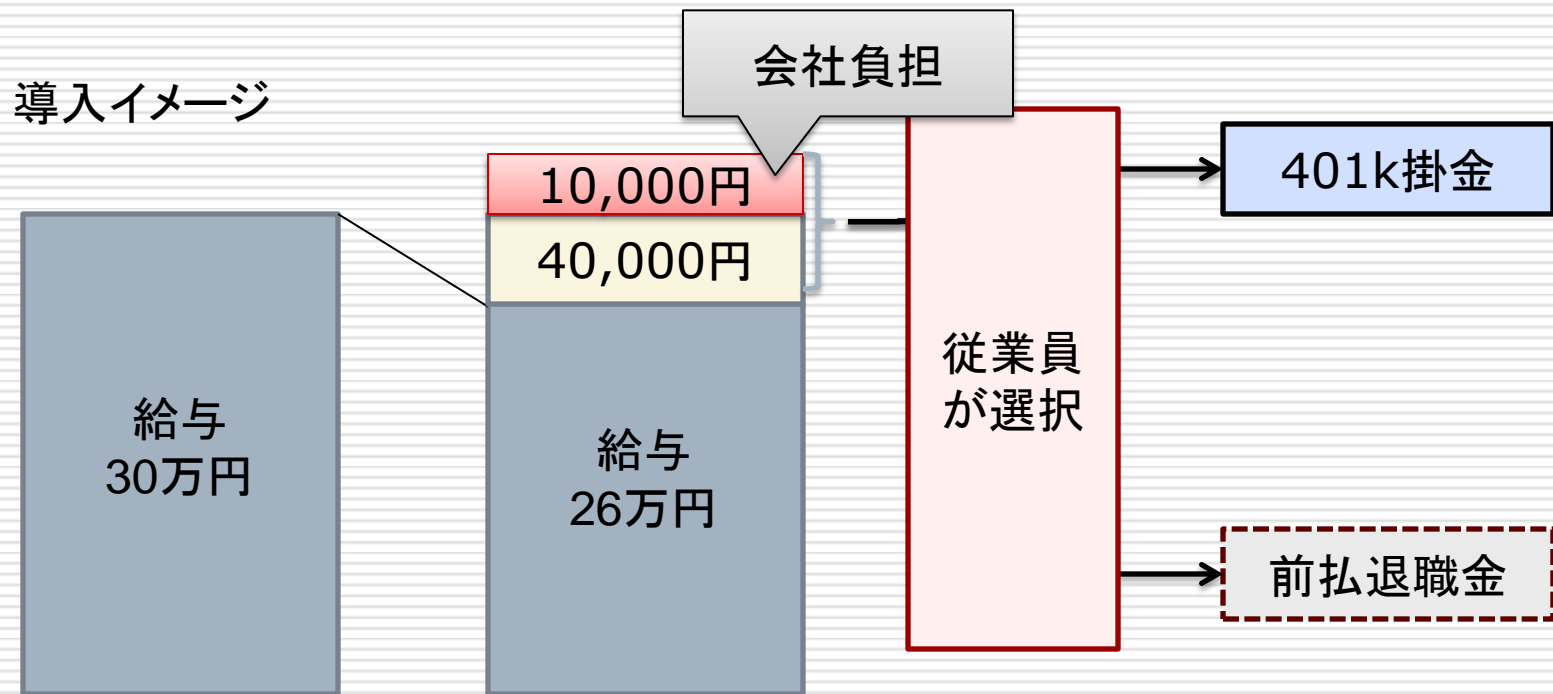 導入イメージ
会社負担
10,000円
40,000円
給与
30万円
給与
26万円
従業員
が選択
401k掛金
前払退職金